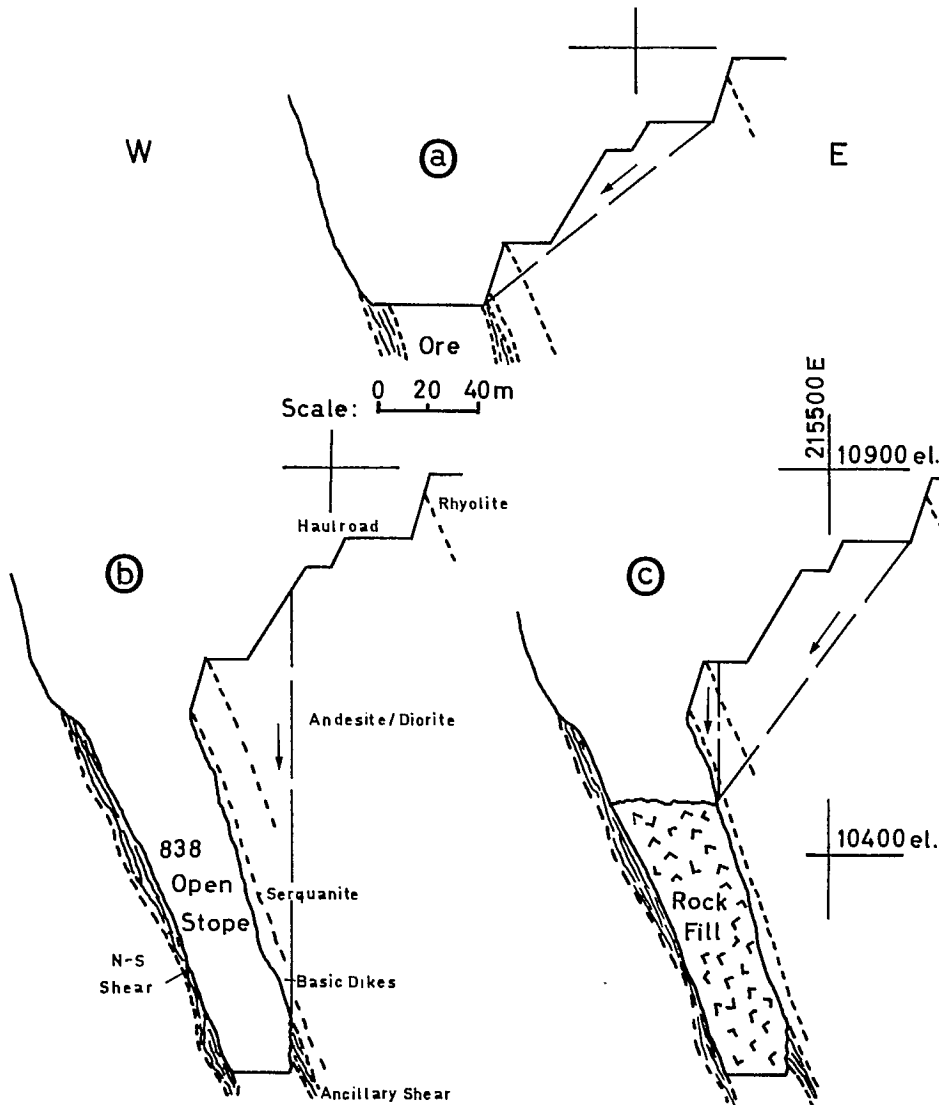 W
a
E
Ore
0 20 40m
Scale:
215500E
10900 el.
Rhyolite
Haulroad
b
c
Andesite/Diorite
838
Open
Stope
10400 el.
Serquanite
Rock
Fill
N-S
Shear
Basic Dikes
Ancillary Shear